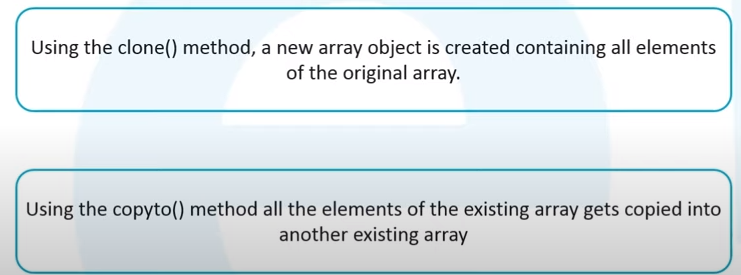 Using the clone() method, a new array object is created containing all elements
of the original array.
Using the copyto() method all the elements of the existing array gets copied into
another existing array